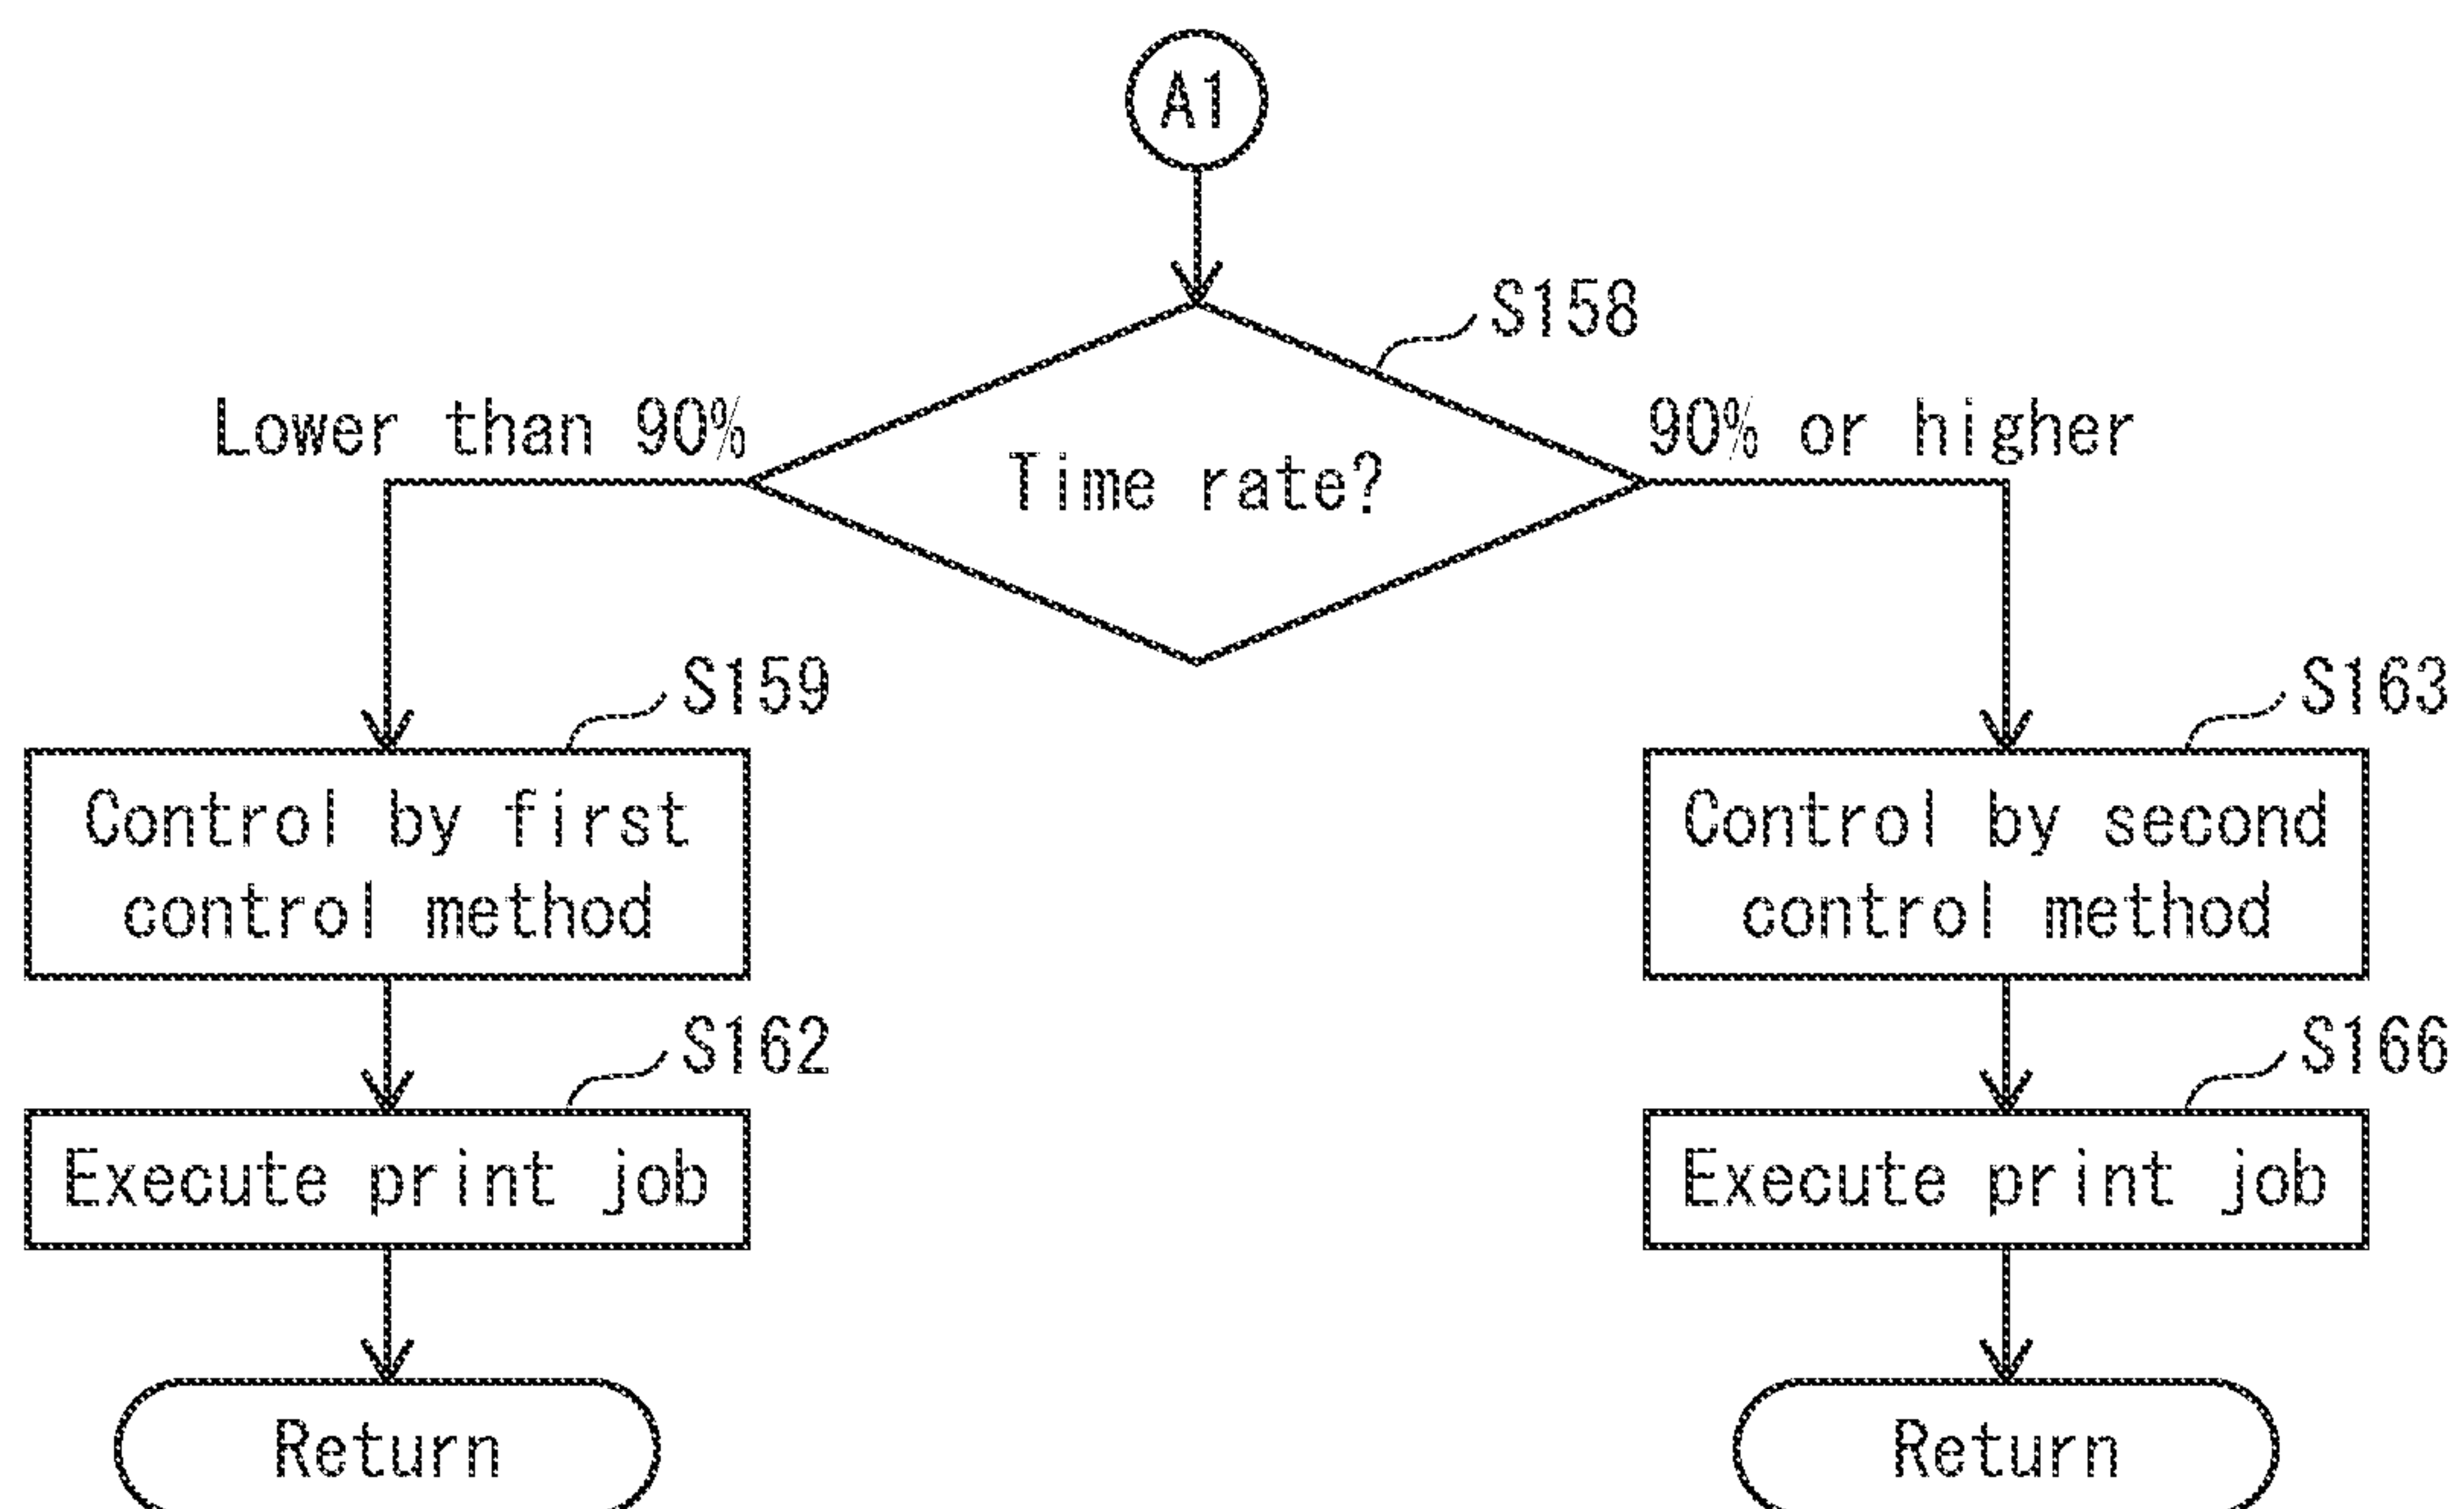 A1
S158
Lower than 90%
90% or higher
Time rate?
S159
S163
Control by first
control method
Control by second
control method
S162
S166
Execute print job
Execute print job
Return
Return